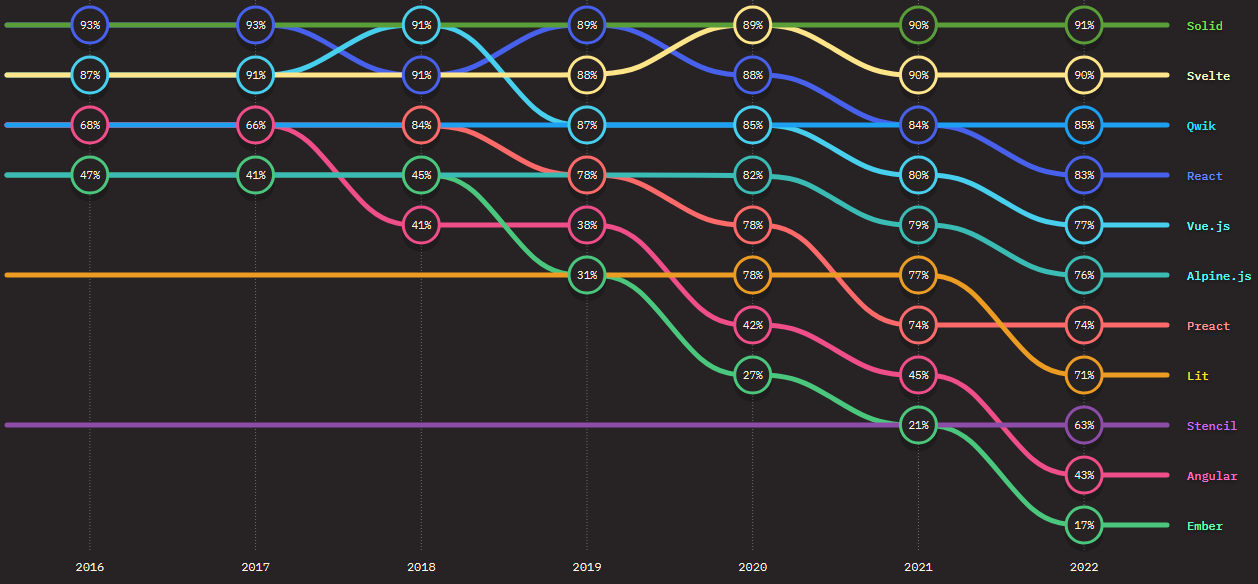 93% 93% 91% 89% 89% 90% 91% Solid
87% 91% 91% 88% 88% 90% 90% Svelte
68% 66% 84% 87% 85% 84% 85% Qwik
47% 41% 45% 78% 82% 80% 83% React
41% 38% 78% 79% 77% Vue.js
31% 78% 77% 76% Alpine.js
42% 74% 74% Preact
27% 45% 71% Lit
21% 63% Stencil
43% Angular
17% Ember
2016 2017 2018 2019 2020 2021 2022